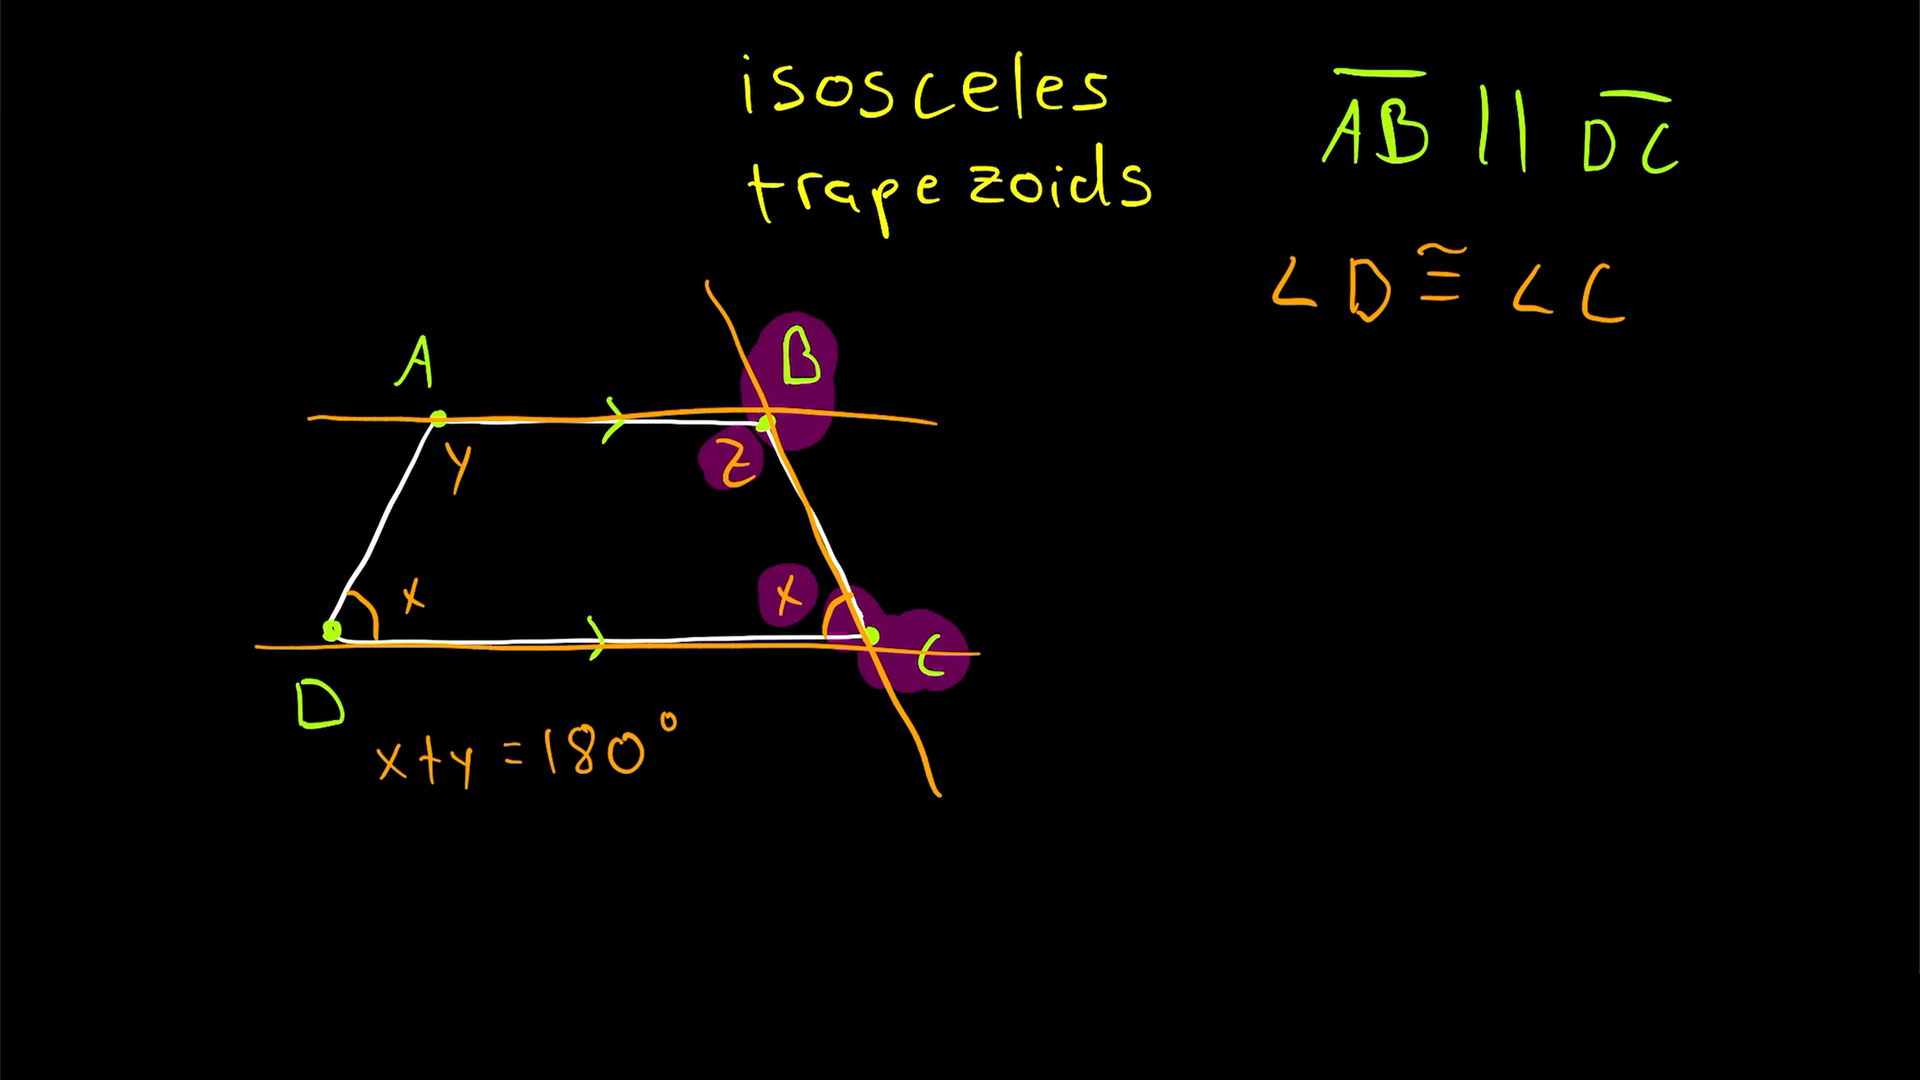 isosceles
trapezoids
AB || DC
∠D ≅ ∠C
A
B
y
z
x
x
C
D
x+y=180°